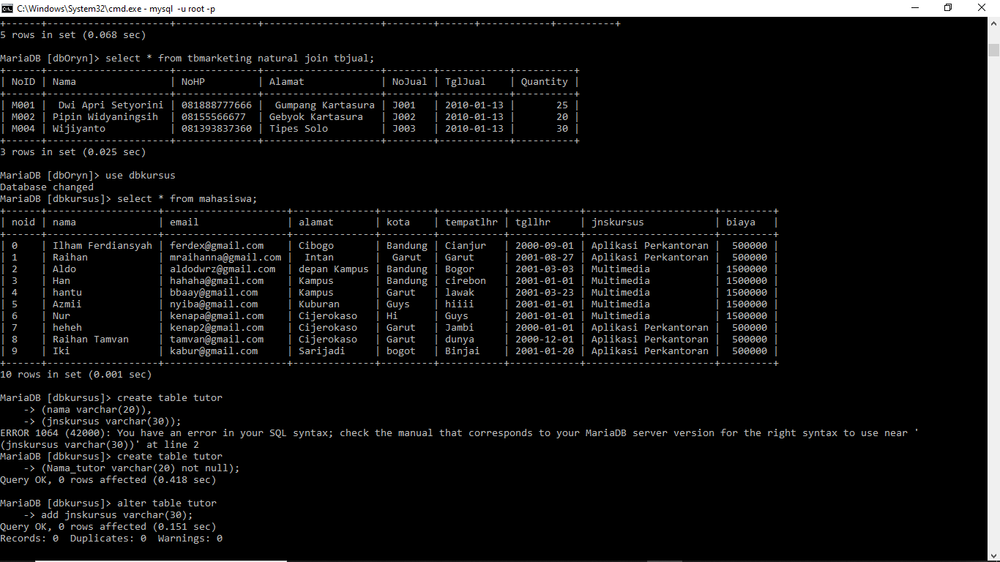 C:\Windows\System32\cmd.exe - mysql  -u root -p
+------+---------------------+--------------+--------------------+--------+------+------------+----------+
5 rows in set (0.068 sec)
MariaDB [dbOryn]> select * from tbmarketing natural join tbjual;
+------+---------------------+--------------+--------------------+--------+------------+----------+
| NoID | Nama                | NoHP         | Alamat             | NoJual | TglJual    | Quantity |
+------+---------------------+--------------+--------------------+--------+------------+----------+
| M001 |  Dwi Apri Setyorini | 081888777666 |  Gumpang Kartasura | J001   | 2010-01-13 |       25 |
| M002 | Pipin Widyaningsih  | 08155566677  | Gebyok Kartasura   | J002   | 2010-01-13 |       20 |
| M004 | Wijiyanto           | 081393837360 | Tipes Solo         | J003   | 2010-01-13 |       30 |
+------+---------------------+--------------+--------------------+--------+------------+----------+
3 rows in set (0.025 sec)
MariaDB [dbOryn]> use dbkursus
Database changed
MariaDB [dbkursus]> select * from mahasiswa;
+------+-------------------+---------------------+--------------+---------+-----------+------------+----------------------+---------+
| noid | nama              | email               | alamat       | kota    | tempatlhr | tgllhr     | jnskursus            | biaya   |
+------+-------------------+---------------------+--------------+---------+-----------+------------+----------------------+---------+
| 0    | Ilham Ferdiansyah | ferdex@gmail.com    | Cibogo       | Bandung | Cianjur   | 2000-09-01 | Aplikasi Perkantoran |  500000 |
| 1    | Raihan            | mraihanna@gmail.com |  Intan       |  Garut  | Garut     | 2001-08-27 | Aplikasi Perkantoran |  500000 |
| 2    | Aldo              | aldodwrz@gmail.com  | depan Kampus | Bandung | Bogor     | 2001-03-03 | Multimedia           | 1500000 |
| 3    | Han               | hahaha@gmail.com    | Kampus       | Bandung | cirebon   | 2001-01-01 | Multimedia           | 1500000 |
| 4    | hantu             | bbaay@gmail.com     | Kampus       | Garut   | lawak     | 2001-03-23 | Multimedia           | 1500000 |
| 5    | Azmii             | nyiba@gmail.com     | Kuburan      | Guys    | hiiii     | 2001-01-01 | Multimedia           | 1500000 |
| 6    | Nur               | kenapa@gmail.com    | Cijerokaso   | Hi      | Guys      | 2001-01-01 | Multimedia           | 1500000 |
| 7    | heheh             | kenap2@gmail.com    | Cijerokaso   | Garut   | Jambi     | 2000-01-01 | Aplikasi Perkantoran |  500000 |
| 8    | Raihan Tamvan     | tamvan@gmail.com    | Cijerokaso   | Garut   | dunya     | 2000-12-01 | Aplikasi Perkantoran |  500000 |
| 9    | Iki               | kabur@gmail.com     | Sarijadi     | bogot   | Binjai    | 2001-01-20 | Aplikasi Perkantoran |  500000 |
+------+-------------------+---------------------+--------------+---------+-----------+------------+----------------------+---------+
10 rows in set (0.001 sec)
MariaDB [dbkursus]> create table tutor
    -> (nama varchar(20)),
    -> (jnskursus varchar(30));
ERROR 1064 (42000): You have an error in your SQL syntax; check the manual that corresponds to your MariaDB server version for the right syntax to use near '
(jnskursus varchar(30))' at line 2
MariaDB [dbkursus]> create table tutor
    -> (Nama_tutor varchar(20) not null);
Query OK, 0 rows affected (0.418 sec)
MariaDB [dbkursus]> alter table tutor
    -> add jnskursus varchar(30);
Query OK, 0 rows affected (0.151 sec)
Records: 0  Duplicates: 0  Warnings: 0